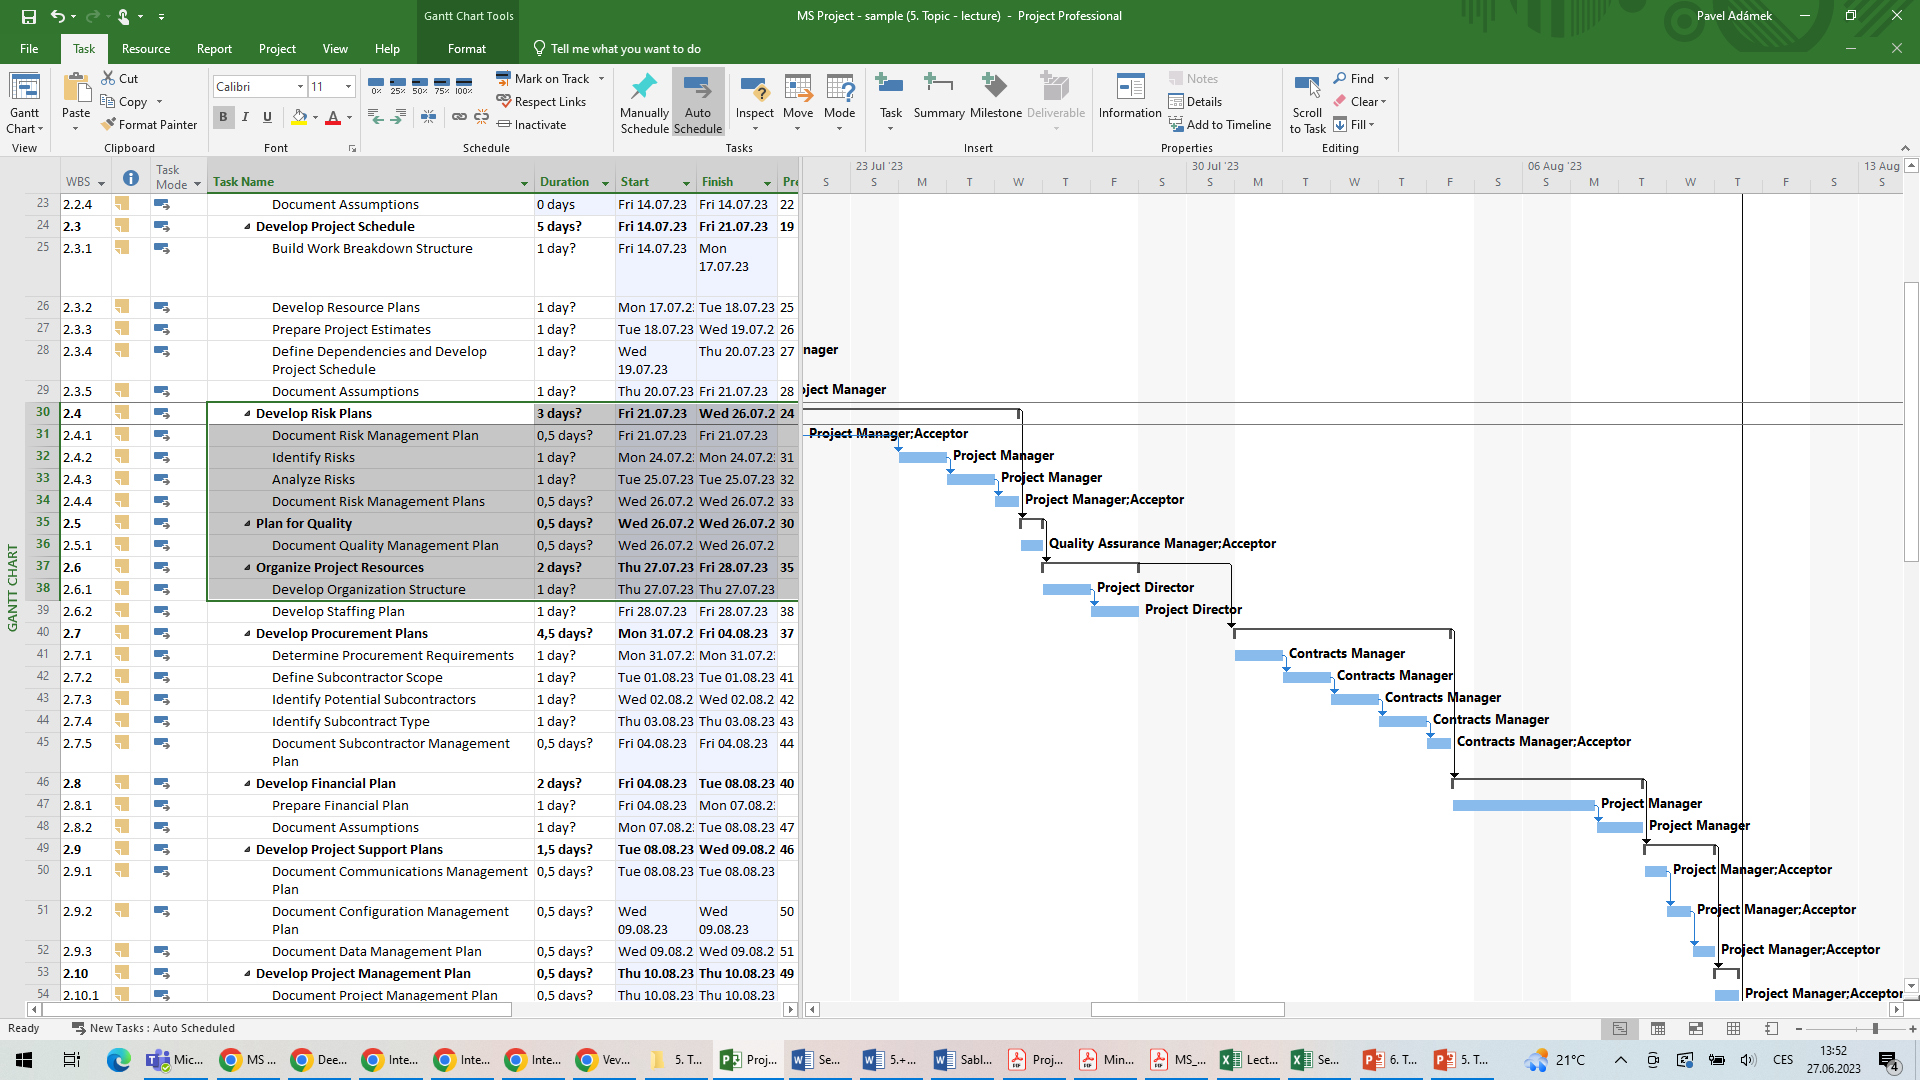 Gantt Chart Tools
MS Project - sample (5. Topic - lecture) - Project Professional
Pavel Adámek
File Task Resource Report Project View Help Format Tell me what you want to do
Gantt Chart
View
Paste
Cut
Copy
Format Painter
Clipboard
Calibri 11
B I U A
Font
0% 25% 50% 75% 100%
Mark on Track
Respect Links
Inactivate
Schedule
Manually Schedule
Auto Schedule
Inspect Move Mode
Tasks
Task Summary Milestone Deliverable
Insert
Information
Notes
Details
Add to Timeline
Properties
Scroll to Task
Find
Clear
Fill
Editing
WBS Task Mode Task Name Duration Start Finish Pre
23 Jul '23 30 Jul '23 06 Aug '23 13 Aug
S S M T W T F S S M T W T F S S M T W T F S S
GANTT CHART
23 2.2.4 Document Assumptions 0 days Fri 14.07.23 Fri 14.07.23 22
24 2.3 Develop Project Schedule 5 days? Fri 14.07.23 Fri 21.07.23 19
25 2.3.1 Build Work Breakdown Structure 1 day? Fri 14.07.23 Mon 17.07.23
26 2.3.2 Develop Resource Plans 1 day? Mon 17.07.2 Tue 18.07.23 25
27 2.3.3 Prepare Project Estimates 1 day? Tue 18.07.23 Wed 19.07.2 26
28 2.3.4 Define Dependencies and Develop Project Schedule 1 day? Wed 19.07.23 Thu 20.07.23 27 nager
29 2.3.5 Document Assumptions 1 day? Thu 20.07.23 Fri 21.07.23 28 ject Manager
30 2.4 Develop Risk Plans 3 days? Fri 21.07.23 Wed 26.07.2 24
31 2.4.1 Document Risk Management Plan 0,5 days? Fri 21.07.23 Fri 21.07.23 Project Manager;Acceptor
32 2.4.2 Identify Risks 1 day? Mon 24.07.2 Mon 24.07.2 31 Project Manager
33 2.4.3 Analyze Risks 1 day? Tue 25.07.23 Tue 25.07.23 32 Project Manager
34 2.4.4 Document Risk Management Plans 0,5 days? Wed 26.07.2 Wed 26.07.2 33 Project Manager;Acceptor
35 2.5 Plan for Quality 0,5 days? Wed 26.07.2 Wed 26.07.2 30
36 2.5.1 Document Quality Management Plan 0,5 days? Wed 26.07.2 Wed 26.07.2 Quality Assurance Manager;Acceptor
37 2.6 Organize Project Resources 2 days? Thu 27.07.23 Fri 28.07.23 35
38 2.6.1 Develop Organization Structure 1 day? Thu 27.07.23 Thu 27.07.23 Project Director
39 2.6.2 Develop Staffing Plan 1 day? Fri 28.07.23 Fri 28.07.23 38 Project Director
40 2.7 Develop Procurement Plans 4,5 days? Mon 31.07.2 Fri 04.08.23 37
41 2.7.1 Determine Procurement Requirements 1 day? Mon 31.07.2 Mon 31.07.2 Contracts Manager
42 2.7.2 Define Subcontractor Scope 1 day? Tue 01.08.23 Tue 01.08.23 41 Contracts Manager
43 2.7.3 Identify Potential Subcontractors 1 day? Wed 02.08.2 Wed 02.08.2 42 Contracts Manager
44 2.7.4 Identify Subcontract Type 1 day? Thu 03.08.23 Thu 03.08.23 43 Contracts Manager
45 2.7.5 Document Subcontractor Management Plan 0,5 days? Fri 04.08.23 Fri 04.08.23 44 Contracts Manager;Acceptor
46 2.8 Develop Financial Plan 2 days? Fri 04.08.23 Tue 08.08.23 40
47 2.8.1 Prepare Financial Plan 1 day? Fri 04.08.23 Mon 07.08.2 Project Manager
48 2.8.2 Document Assumptions 1 day? Mon 07.08.2 Tue 08.08.23 47 Project Manager
49 2.9 Develop Project Support Plans 1,5 days? Tue 08.08.23 Wed 09.08.2 46
50 2.9.1 Document Communications Management Plan 0,5 days? Tue 08.08.23 Tue 08.08.23 Project Manager;Acceptor
51 2.9.2 Document Configuration Management Plan 0,5 days? Wed 09.08.23 Wed 09.08.23 50 Project Manager;Acceptor
52 2.9.3 Document Data Management Plan 0,5 days? Wed 09.08.2 Wed 09.08.2 51 Project Manager;Acceptor
53 2.10 Develop Project Management Plan 0,5 days? Thu 10.08.23 Thu 10.08.23 49
54 2.10.1 Document Project Management Plan 0,5 days? Thu 10.08.23 Thu 10.08.23 Project Manager;Acceptor
Ready New Tasks : Auto Scheduled
Mic... MS ... Dee... Inte... Inte... Inte... Vev... 5. T... Proj... Se... 5.+... Sabl... Proj... Min... MS_... Lect... Se... 6. T... 5. T... 21°C CES 13:52
27.06.2023 4